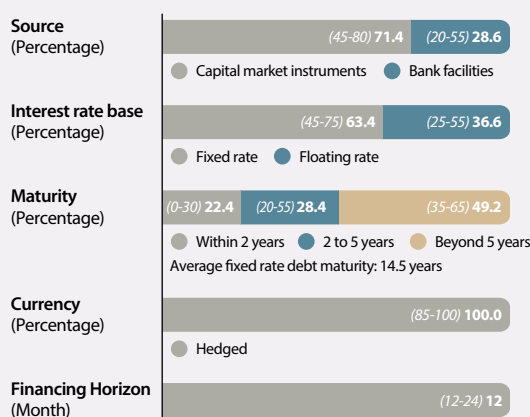 Source
(Percentage)
(45-80) 71.4 (20-55) 28.6
Capital market instruments Bank facilities
Interest rate base
(Percentage)
(45-75) 63.4 (25-55) 36.6
Fixed rate Floating rate
Maturity
(Percentage)
(0-30) 22.4 (20-55) 28.4 (35-65) 49.2
Within 2 years 2 to 5 years Beyond 5 years
Average fixed rate debt maturity: 14.5 years
Currency
(Percentage)
(85-100) 100.0
Hedged
Financing Horizon
(Month)
(12-24) 12